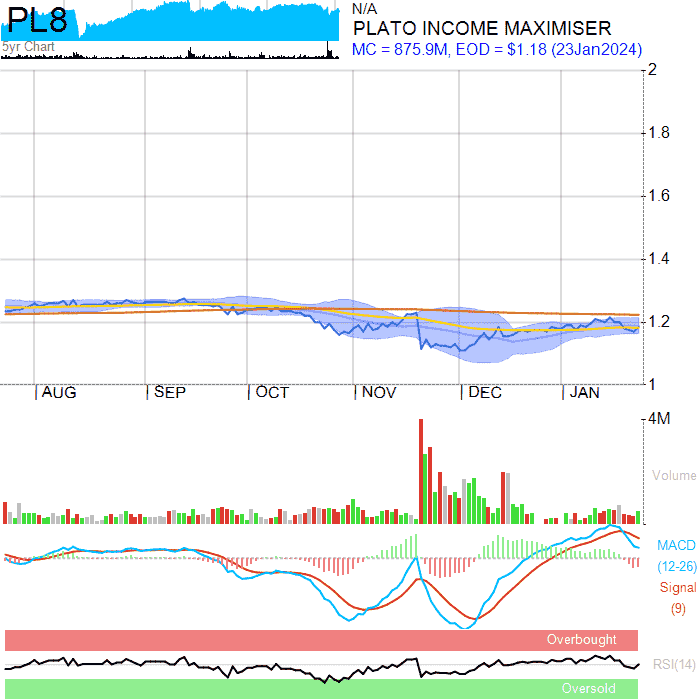 PL8
5yr Chart
N/A
PLATO INCOME MAXIMISER
MC = 875.9M, EOD = $1.18 (23Jan2024)
2
1.8
1.6
1.4
1.2
1
AUG SEP OCT NOV DEC JAN
4M
Volume
MACD
(12-26)
Signal
(9)
Overbought
RSI(14)
Oversold